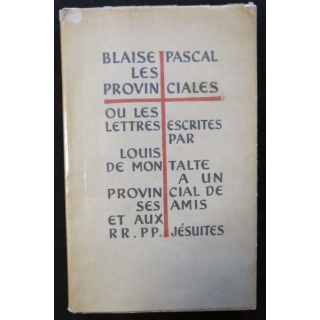 BLAISE PASCAL
LES
PROVINCIALES
OU LES
LETTRES ESCRITES
PAR
LOUIS
DE MONTALTE
A UN
PROVINCIAL DE
SES AMIS
ET AUX
RR. PP. JÉSUITES